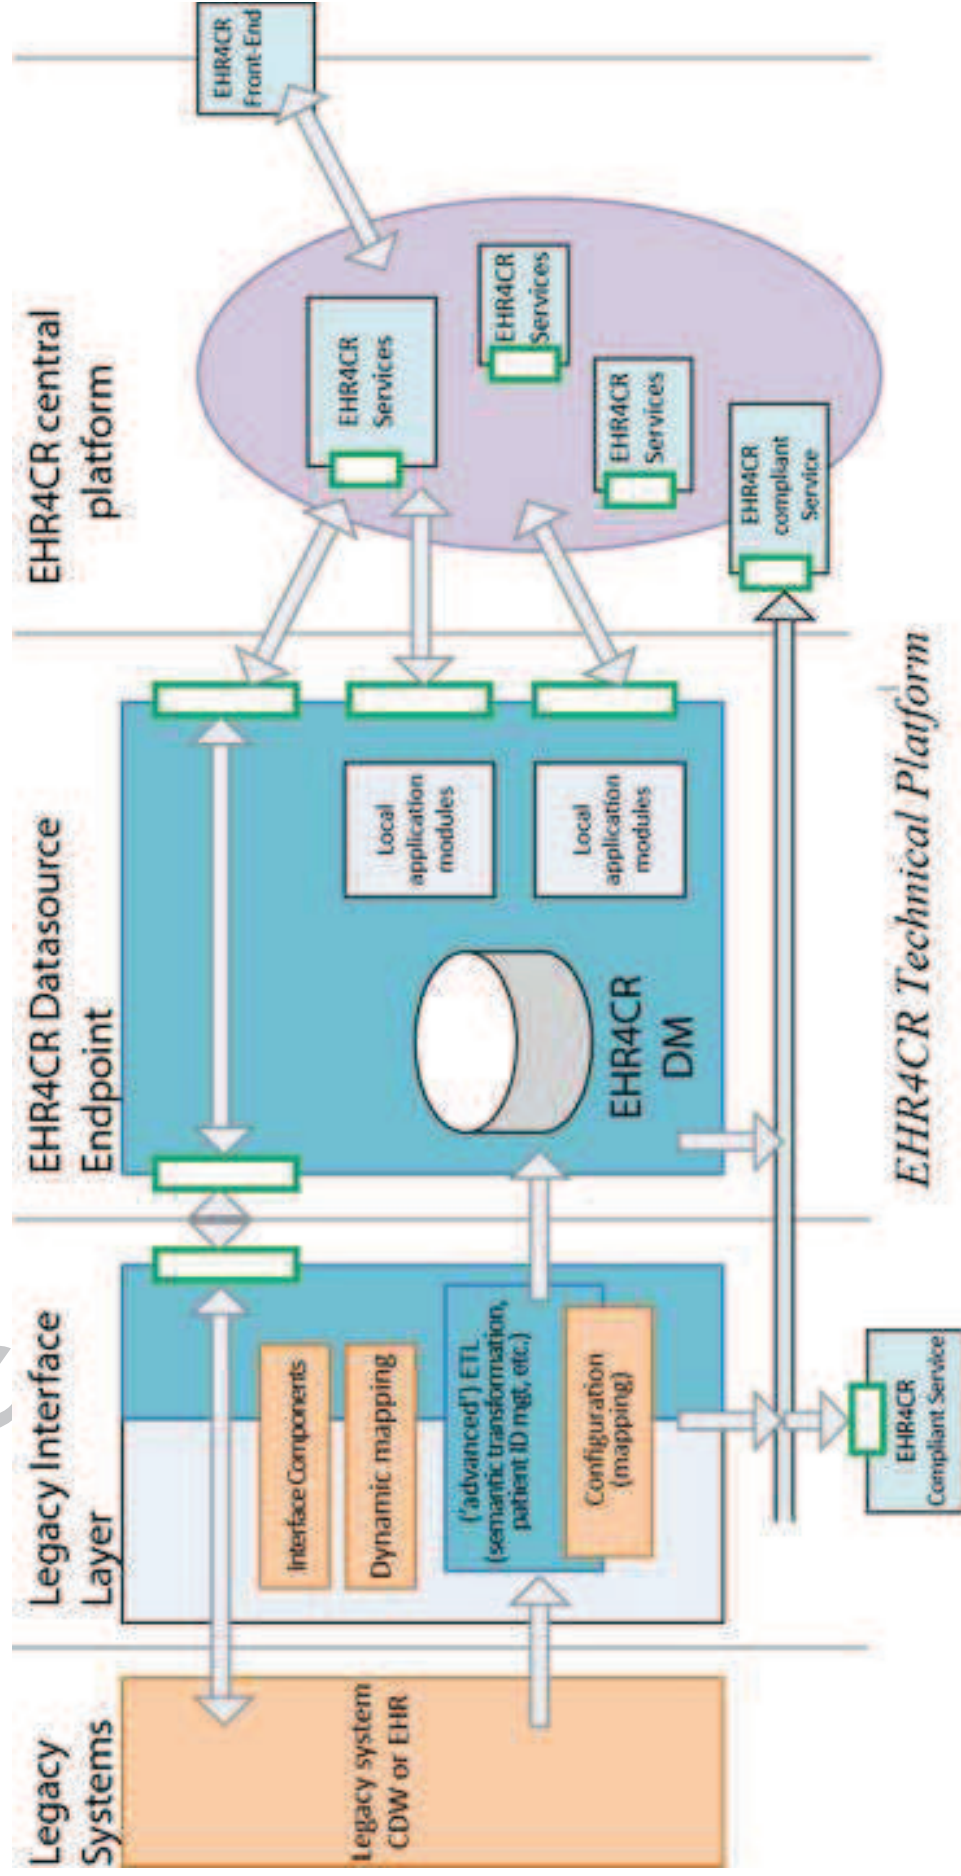 Legacy
Systems
Legacy system
CDW or EHR
Legacy Interface
Layer
Interface Components
Dynamic mapping
('advanced') ETL
(semantic transformation,
patient ID mgt, etc.)
Configuration
(mapping)
EHR4CR
Compliant Service
EHR4CR Datasource
Endpoint
EHR4CR
DM
Local
application
modules
Local
application
modules
EHR4CR central
platform
EHR4CR
Services
EHR4CR
Services
EHR4CR
Services
EHR4CR
compliant
Service
EHR4CR
Front-End
EHR4CR Technical Platform